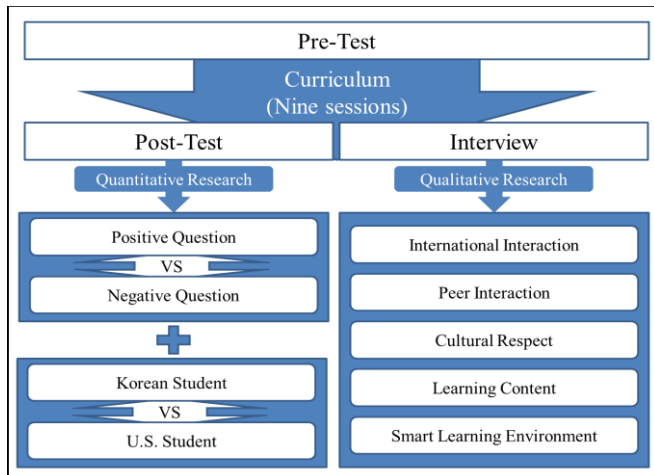 Pre-Test
Curriculum
(Nine sessions)
Post-Test
Interview
Quantitative Research
Qualitative Research
Positive Question
VS
Negative Question
Korean Student
VS
U.S. Student
International Interaction
Peer Interaction
Cultural Respect
Learning Content
Smart Learning Environment